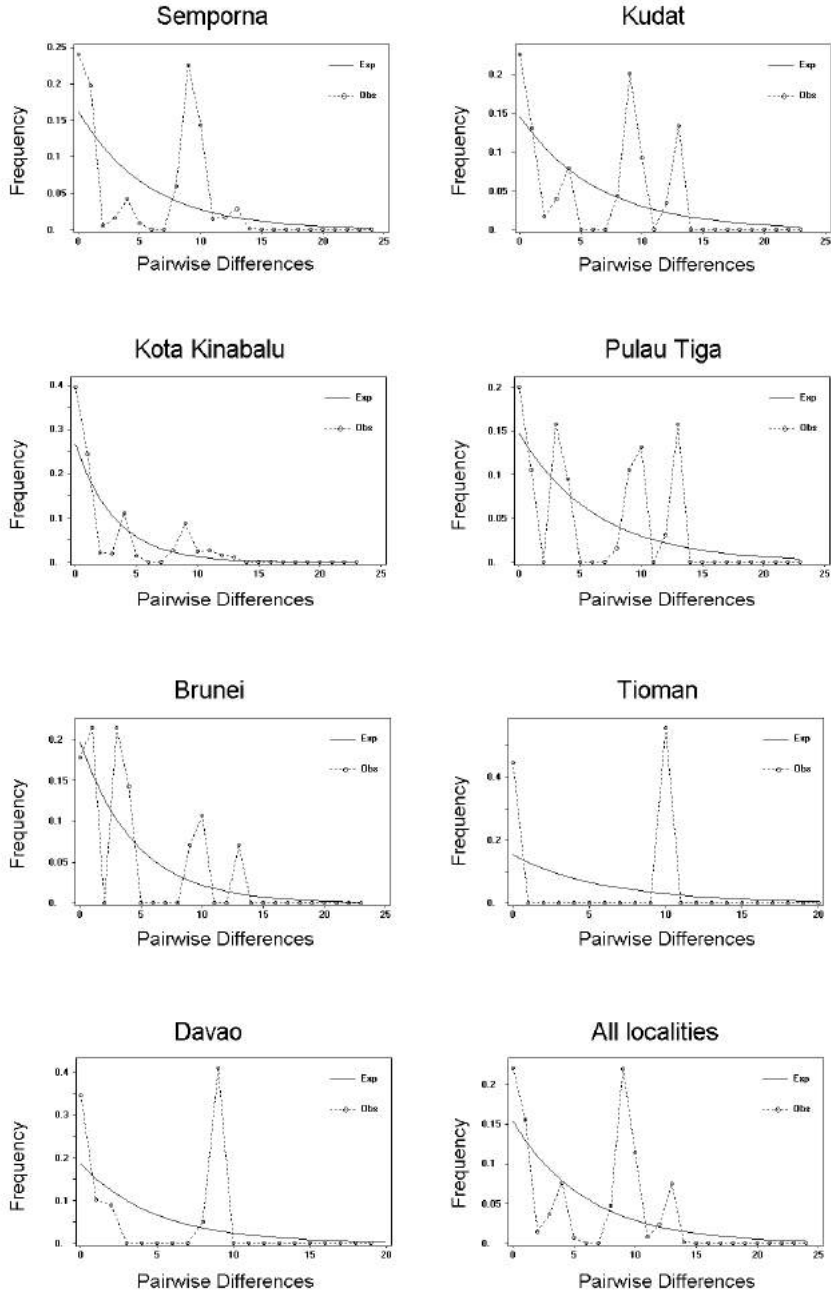 Semporna
Frequency
0.25
0.2
0.15
0.1
0.05
0.
Exp
Obs
0 5 10 15 20 25
Pairwise Differences
Kudat
Frequency
0.2
0.15
0.1
0.05
0.
Exp
Obs
0 5 10 15 20 25
Pairwise Differences
Kota Kinabalu
Frequency
0.4
0.3
0.2
0.1
0.
Exp
Obs
0 5 10 15 20 25
Pairwise Differences
Pulau Tiga
Frequency
0.2
0.15
0.1
0.05
0.
Exp
Obs
0 5 10 15 20 25
Pairwise Differences
Brunei
Frequency
0.2
0.15
0.1
0.05
0.
Exp
Obs
0 5 10 15 20 25
Pairwise Differences
Tioman
Frequency
0.4
0.2
0.
Exp
Obs
0 5 10 15 20
Pairwise Differences
Davao
Frequency
0.4
0.3
0.2
0.1
0.
Exp
Obs
0 5 10 15 20
Pairwise Differences
All localities
Frequency
0.2
0.15
0.1
0.05
0.
Exp
Obs
0 5 10 15 20 25
Pairwise Differences